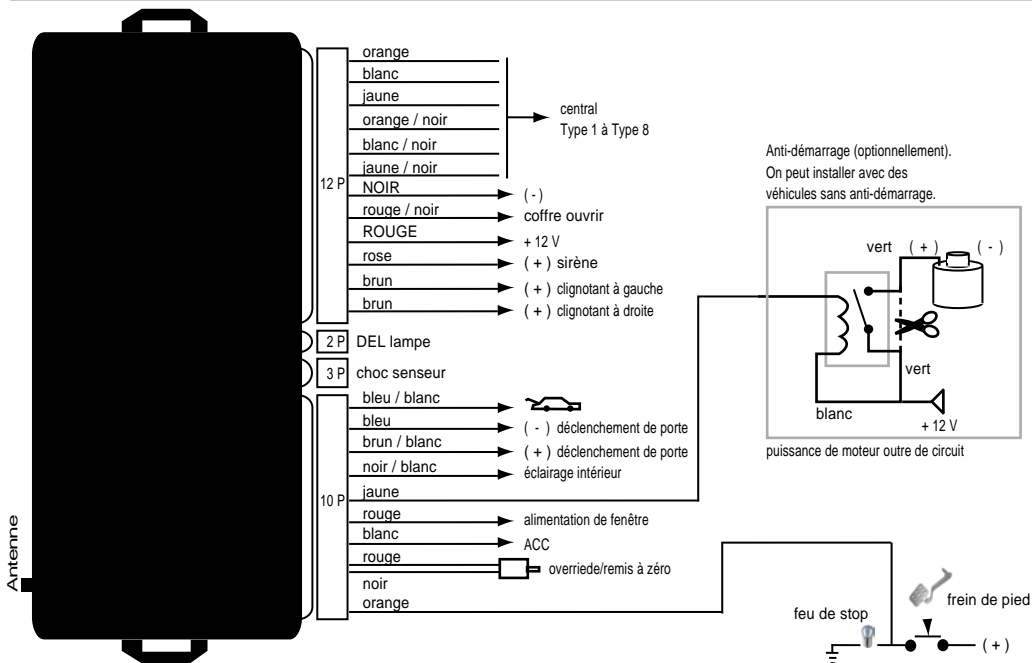 orange
blanc
jaune
orange / noir
blanc / noir
jaune / noir
central
Type 1 à Type 8
12 P
NOIR
( - )
rouge / noir
coffre ouvrir
ROUGE
+ 12 V
rose
( + ) sirène
brun
( + ) clignotant à gauche
brun
( + ) clignotant à droite
2 P
DEL lampe
3 P
choc senseur
10 P
bleu / blanc
bleu
( - ) déclenchement de porte
brun / blanc
( + ) déclenchement de porte
noir / blanc
éclairage intérieur
jaune
rouge
alimentation de fenêtre
blanc
ACC
rouge
overriede/remis à zéro
noir
orange
Antenne
Anti-démarrage (optionnellement).
On peut installer avec des
véhicules sans anti-démarrage.
vert
( + )
( - )
vert
blanc
+ 12 V
puissance de moteur outre de circuit
feu de stop
frein de pied
( + )